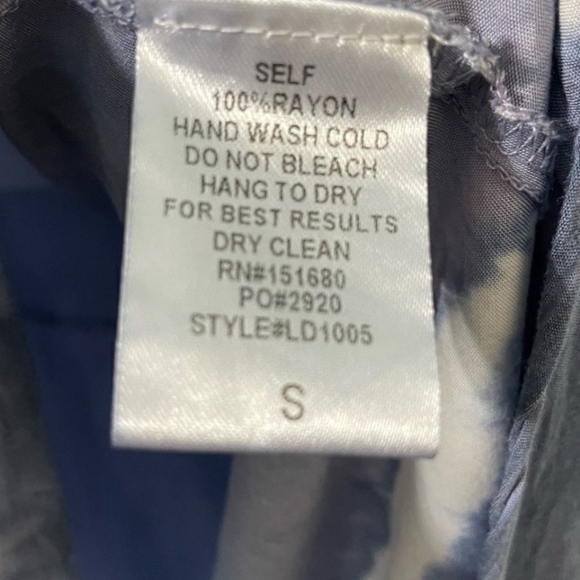 SELF
100%RAYON
HAND WASH COLD
DO NOT BLEACH
HANG TO DRY
FOR BEST RESULTS
DRY CLEAN
RN#151680
PO#2920
STYLE#LD1005
S